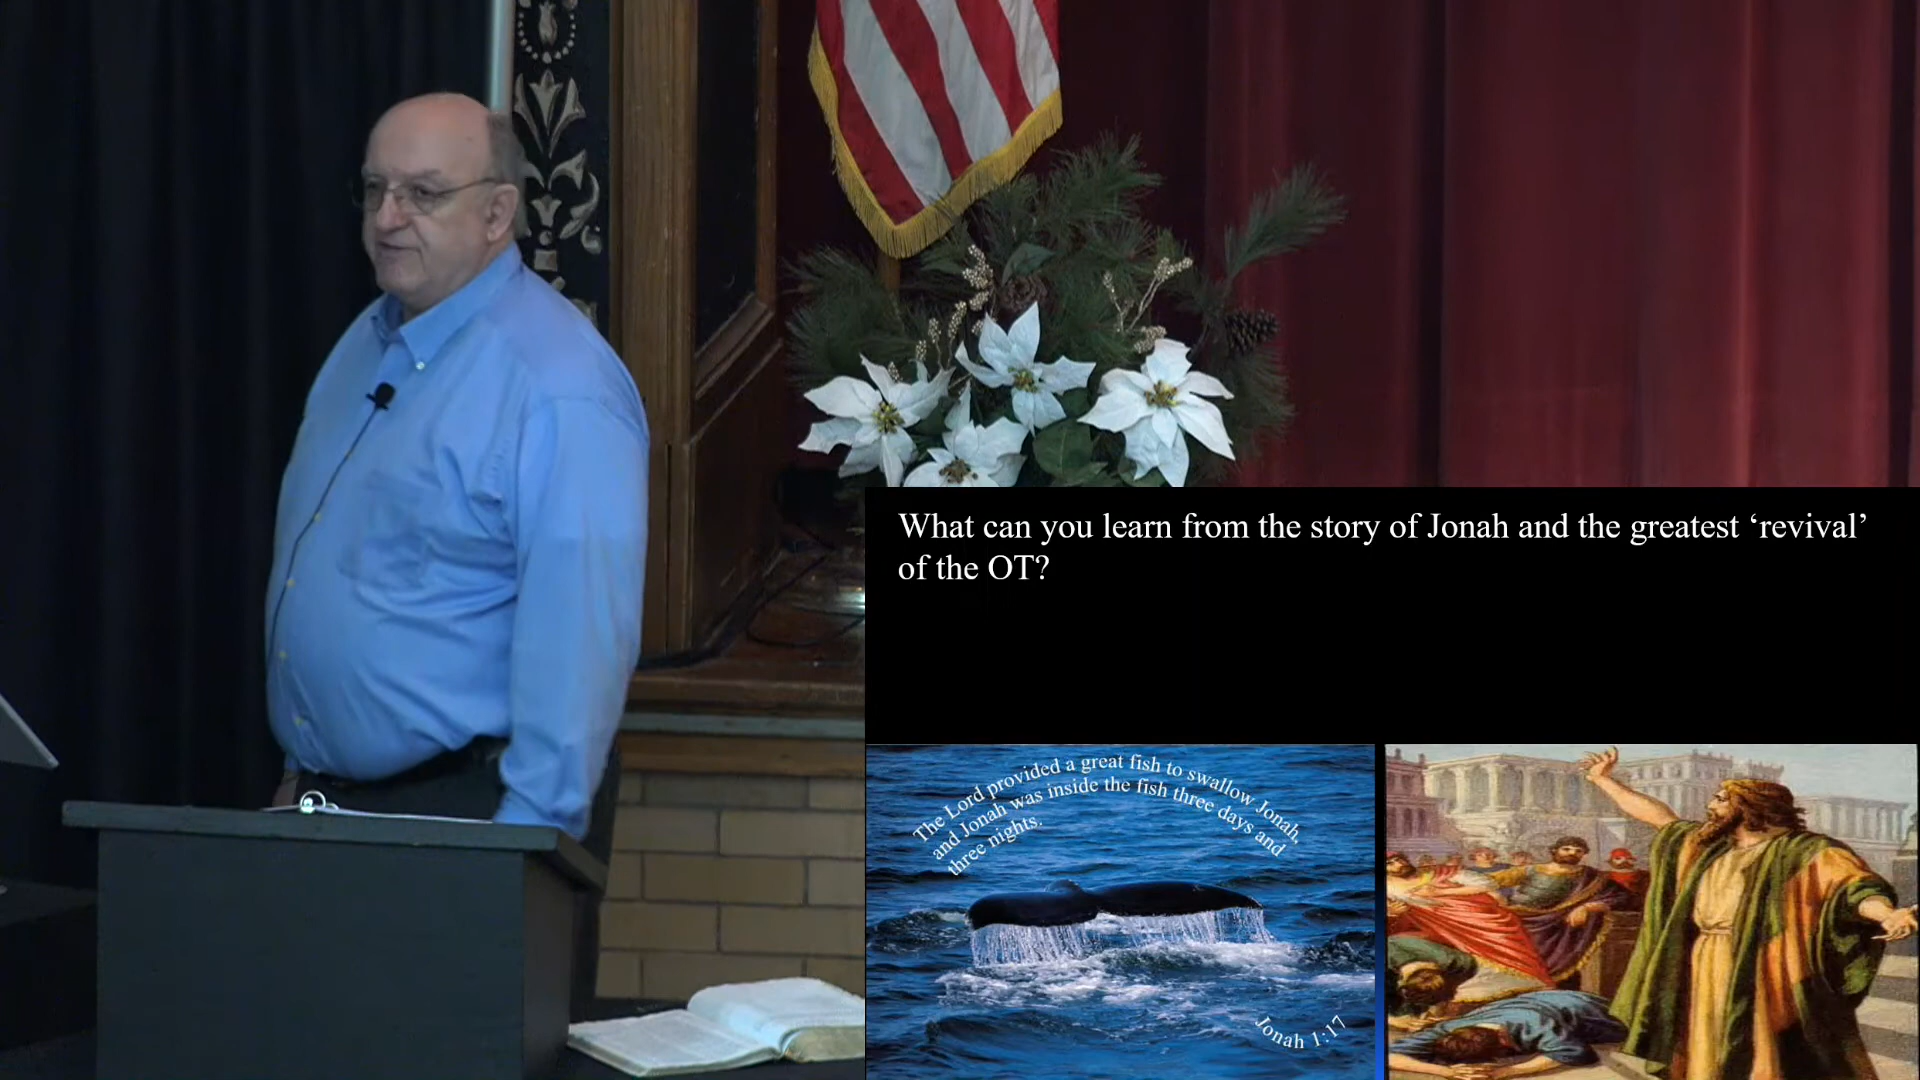 What can you learn from the story of Jonah and the greatest ‘revival’
of the OT?
The Lord provided a great fish to swallow Jonah,
and Jonah was inside the fish three days and
three nights.
Jonah 1:17